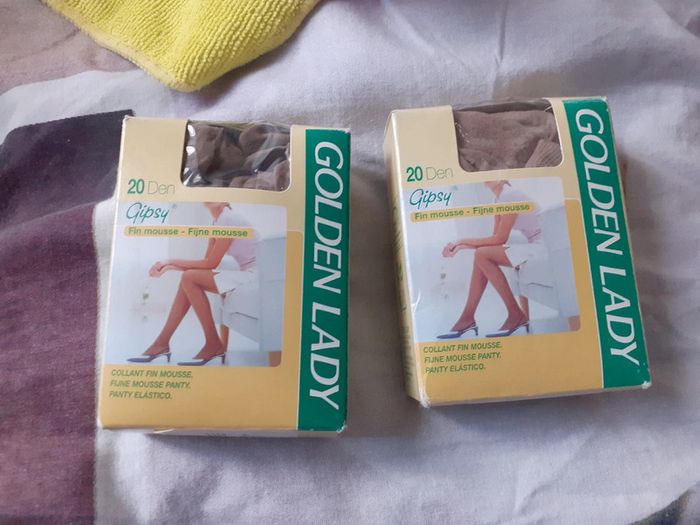 20 Den
Gipsy
Fin mousse - Fijne mousse
COLLANT FIN MOUSSE.
FIJNE MOUSSE PANTY.
PANTY ELÁSTICO.
GOLDEN LADY
20 Den
Gipsy
Fin mousse - Fijne mousse
COLLANT FIN MOUSSE.
FIJNE MOUSSE PANTY.
PANTY ELÁSTICO.
GOLDEN LADY